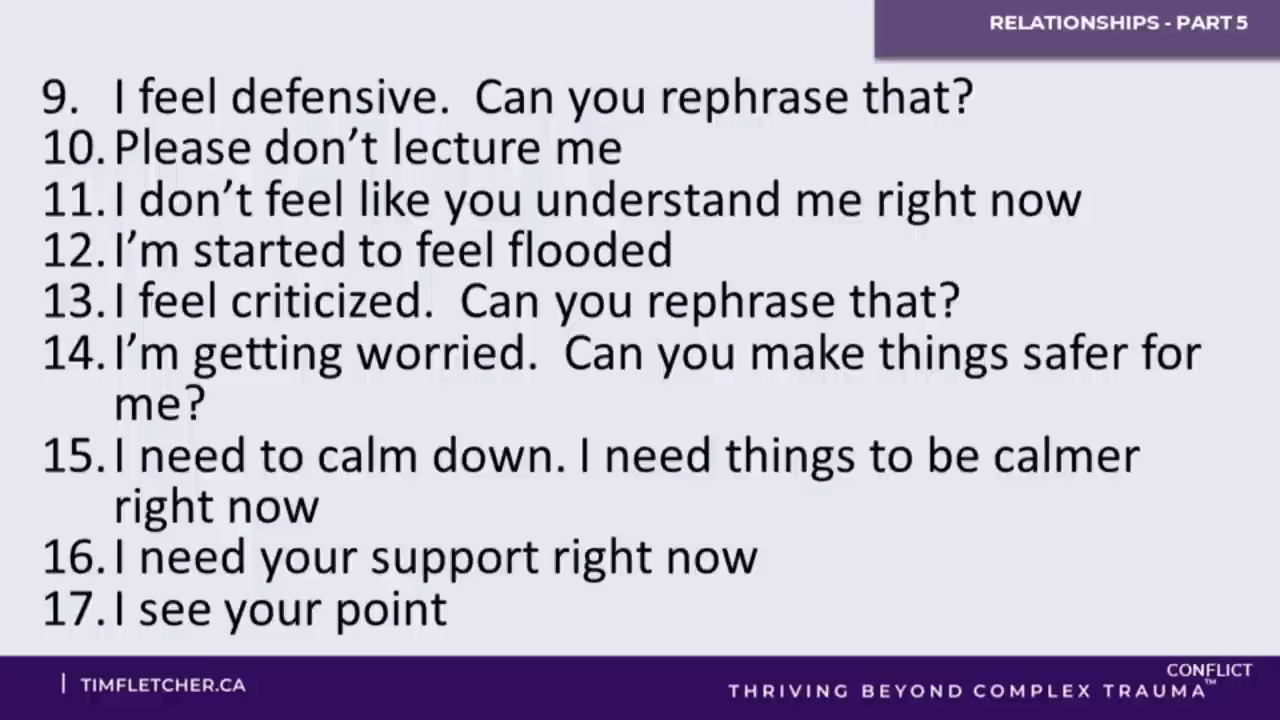 RELATIONSHIPS - PART 5
9. I feel defensive. Can you rephrase that?
10. Please don't lecture me
11. I don't feel like you understand me right now
12. I'm started to feel flooded
13. I feel criticized. Can you rephrase that?
14. I'm getting worried. Can you make things safer for
me?
15. I need to calm down. I need things to be calmer
right now
16. I need your support right now
17. I see your point
| TIMFLETCHER.CA
CONFLICT
THRIVING BEYOND COMPLEX TRAUMA™